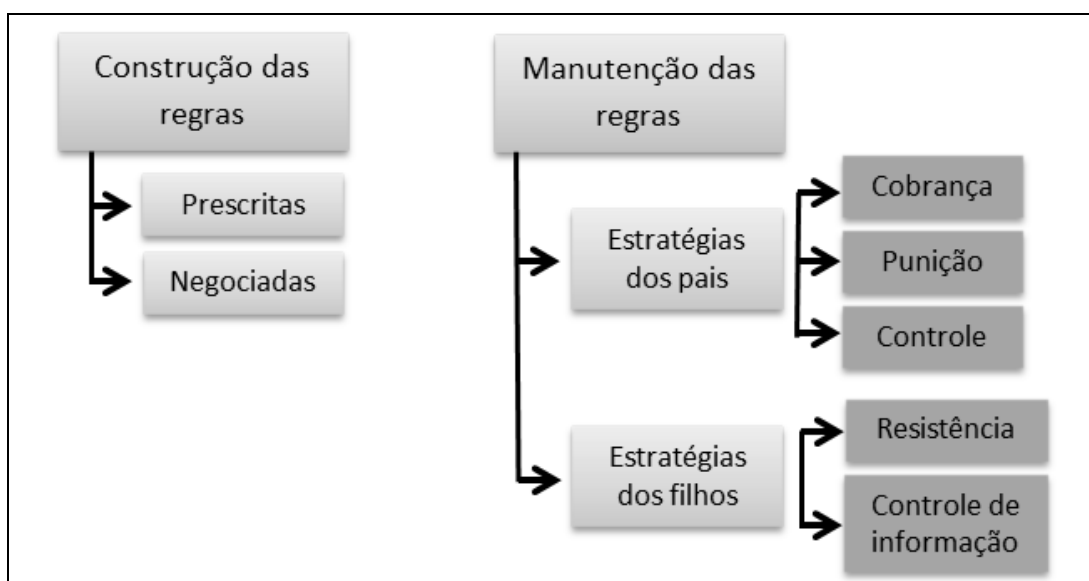 Construção das
regras
Prescritas
Negociadas
Manutenção das
regras
Estratégias
dos pais
Cobrança
Punição
Controle
Estratégias
dos filhos
Resistência
Controle de
informação